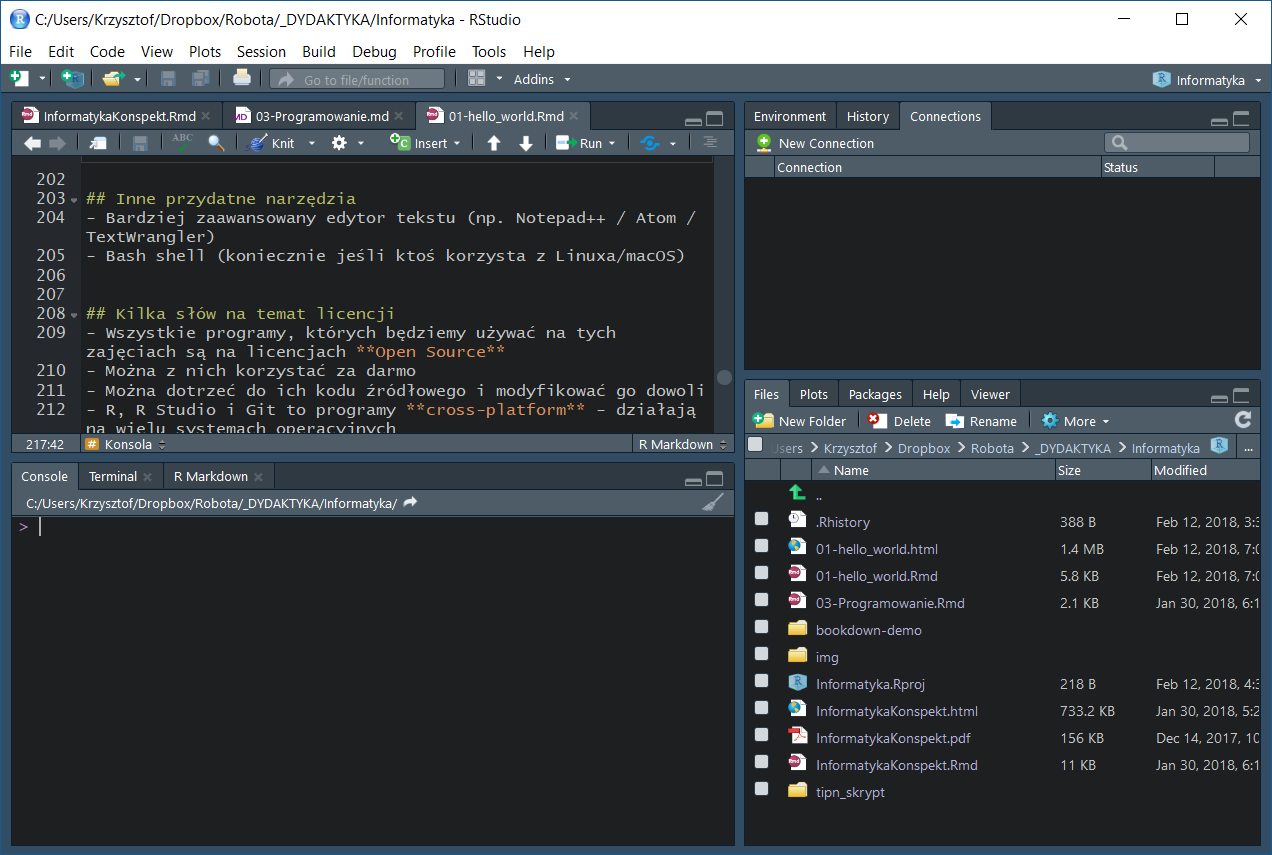 C:/Users/Krzysztof/Dropbox/Robota/_DYDAKTYKA/Informatyka - RStudio
File Edit Code View Plots Session Build Debug Profile Tools Help
Go to file/function Addins Informatyka
InformatykaKonspekt.Rmd 03-Programowanie.md 01-hello_world.Rmd
ABC Knit Insert Run
202
203 ## Inne przydatne narzędzia
204 - Bardziej zaawansowany edytor tekstu (np. Notepad++ / Atom /
TextWrangler)
205 - Bash shell (koniecznie jeśli ktoś korzysta z Linuxa/macOS)
206
207
208 ## Kilka słów na temat licencji
209 - Wszystkie programy, których będziemy używać na tych
zajęciach są na licencjach **Open Source**
210 - Można z nich korzystać za darmo
211 - Można dotrzeć do ich kodu źródłowego i modyfikować go dowoli
212 - R, R Studio i Git to programy **cross-platform** - działają
na wielu systemach operacyjnych
217:42 # Konsola R Markdown
Console Terminal R Markdown
C:/Users/Krzysztof/Dropbox/Robota/_DYDAKTYKA/Informatyka/
>
Environment History Connections
New Connection
Connection Status
Files Plots Packages Help Viewer
New Folder Delete Rename More
Users Krzysztof Dropbox Robota _DYDAKTYKA Informatyka ...
Name Size Modified
..
.Rhistory 388 B Feb 12, 2018, 3:3
01-hello_world.html 1.4 MB Feb 12, 2018, 7:0
01-hello_world.Rmd 5.8 KB Feb 12, 2018, 7:0
03-Programowanie.Rmd 2.1 KB Jan 30, 2018, 6:1
bookdown-demo
img
Informatyka.Rproj 218 B Feb 12, 2018, 4:3
InformatykaKonspekt.html 733.2 KB Jan 30, 2018, 5:2
InformatykaKonspekt.pdf 156 KB Dec 14, 2017, 10
InformatykaKonspekt.Rmd 11 KB Jan 30, 2018, 6:1
tipn_skrypt